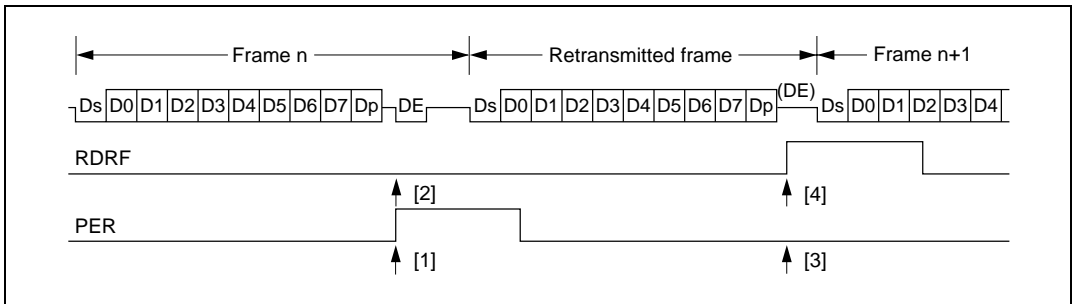 Frame n Retransmitted frame Frame n+1
Ds D0 D1 D2 D3 D4 D5 D6 D7 Dp DE Ds D0 D1 D2 D3 D4 D5 D6 D7 Dp (DE) Ds D0 D1 D2 D3 D4
RDRF
[2] [4]
PER
[1] [3]